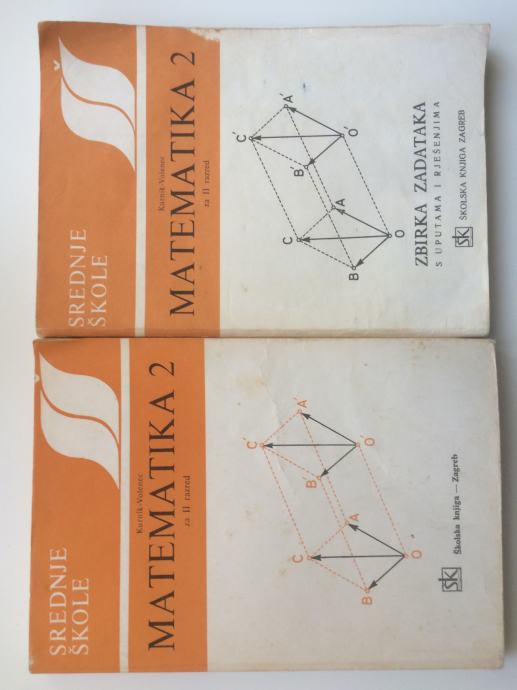 SREDNJE
ŠKOLE
Kurnik-Volenec
MATEMATIKA 2
za II razred
C'
A'
B'
O'
C
A
B
O
ZBIRKA ZADATAKA
S UPUTAMA I RJEŠENJIMA
ŠK ŠKOLSKA KNJIGA ZAGREB
SREDNJE
ŠKOLE
Kurnik-Volenec
MATEMATIKA 2
za II razred
C'
A'
B'
O'
C
A
B
O
ŠK Školska knjiga — Zagreb